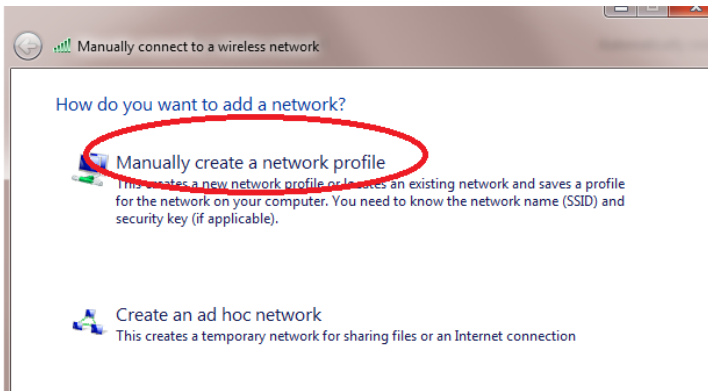 Manually connect to a wireless network
How do you want to add a network?
Manually create a network profile
This creates a new network profile or locates an existing network and saves a profile
for the network on your computer. You need to know the network name (SSID) and
security key (if applicable).
Create an ad hoc network
This creates a temporary network for sharing files or an Internet connection